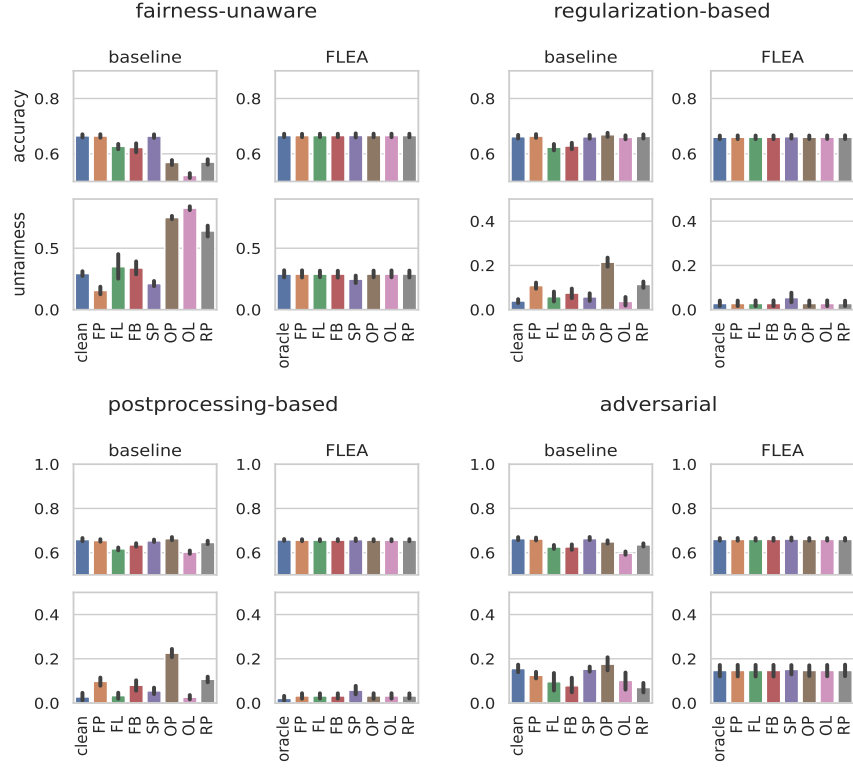 fairness-unaware regularization-based
baseline FLEA baseline FLEA
accuracy
0.8 0.8 0.8 0.8
0.6 0.6 0.6 0.6
unfairness
0.4 0.4
0.5 0.5
0.2 0.2
0.0 0.0 0.0 0.0
clean FP FL FB SP OP OL RP oracle FP FL FB SP OP OL RP clean FP FL FB SP OP OL RP oracle FP FL FB SP OP OL RP
postprocessing-based adversarial
baseline FLEA baseline FLEA
1.0 1.0 1.0 1.0
0.8 0.8 0.8 0.8
0.6 0.6 0.6 0.6
0.4 0.4 0.4 0.4
0.2 0.2 0.2 0.2
0.0 0.0 0.0 0.0
clean FP FL FB SP OP OL RP oracle FP FL FB SP OP OL RP clean FP FL FB SP OP OL RP oracle FP FL FB SP OP OL RP